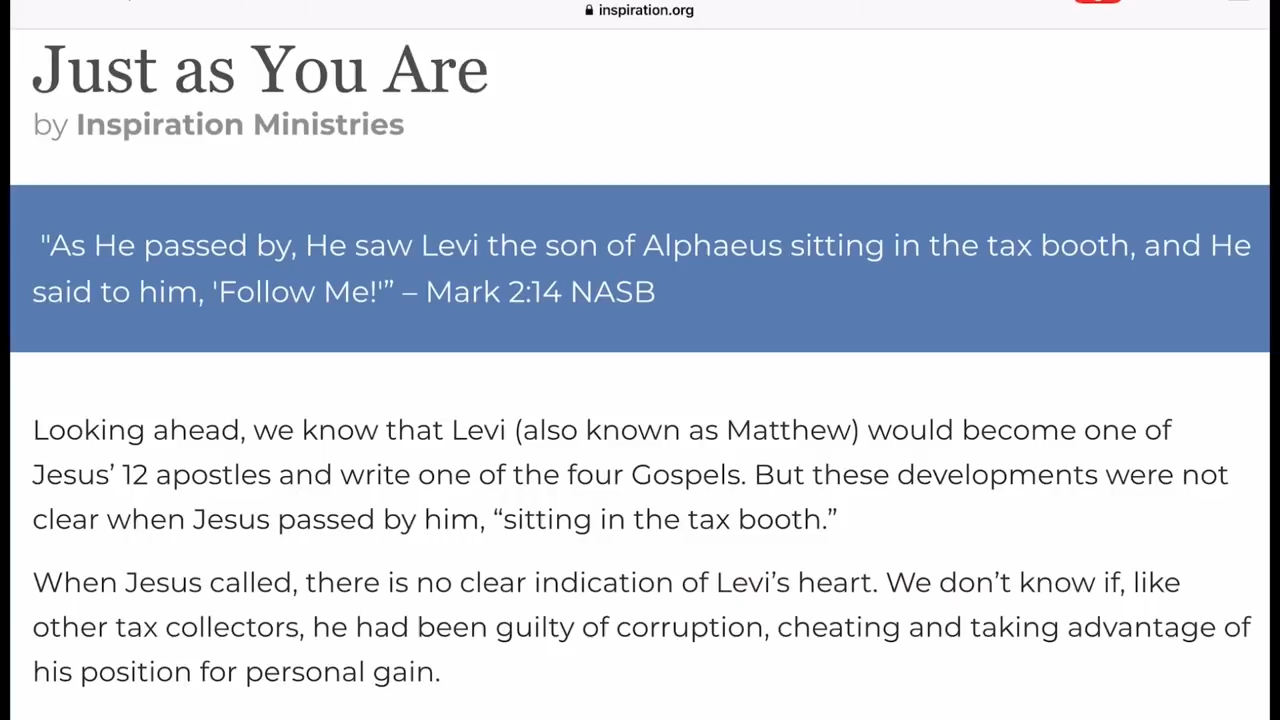 inspiration.org
Just as You Are
by Inspiration Ministries
"As He passed by, He saw Levi the son of Alphaeus sitting in the tax booth, and He
said to him, 'Follow Me!'” – Mark 2:14 NASB
Looking ahead, we know that Levi (also known as Matthew) would become one of
Jesus’ 12 apostles and write one of the four Gospels. But these developments were not
clear when Jesus passed by him, “sitting in the tax booth.”
When Jesus called, there is no clear indication of Levi’s heart. We don’t know if, like
other tax collectors, he had been guilty of corruption, cheating and taking advantage of
his position for personal gain.